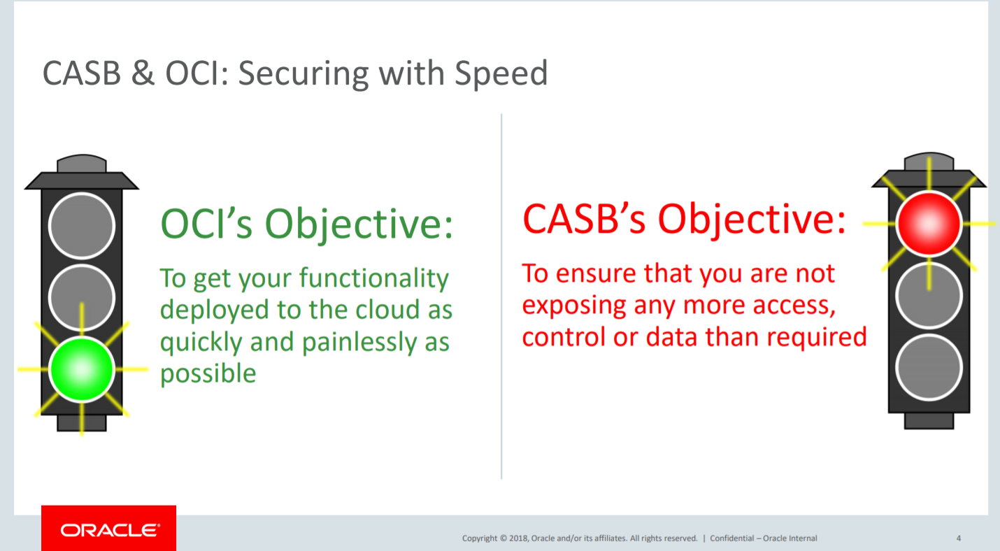 CASB & OCI: Securing with Speed
OCI’s Objective:
To get your functionality
deployed to the cloud as
quickly and painlessly as
possible
CASB’s Objective:
To ensure that you are not
exposing any more access,
control or data than required
ORACLE®
Copyright © 2018, Oracle and/or its affiliates. All rights reserved. | Confidential – Oracle Internal
4